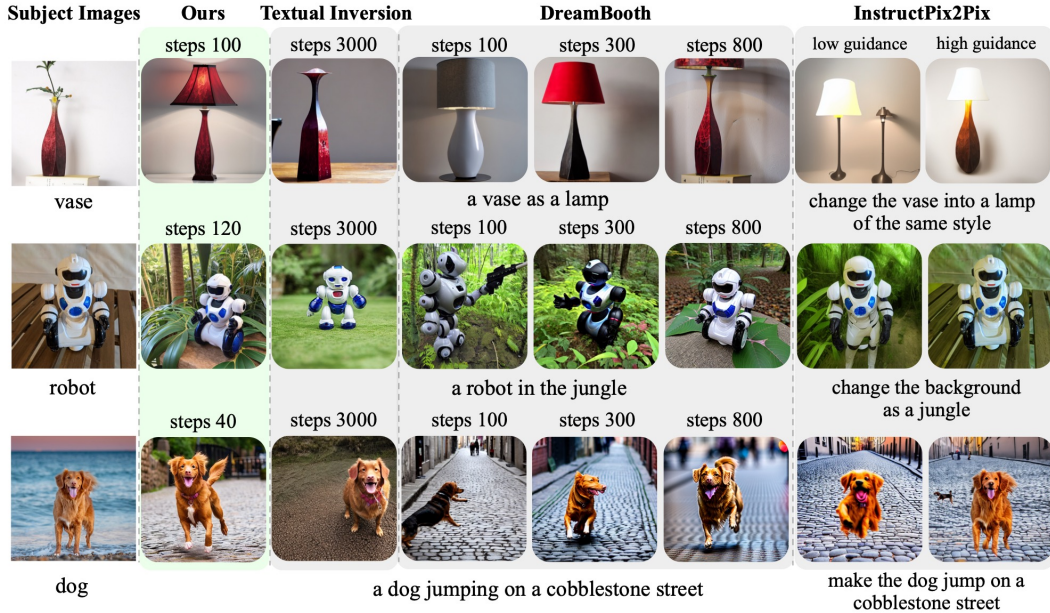 Subject Images
Ours
Textual Inversion
DreamBooth
InstructPix2Pix
steps 100
steps 3000
steps 100
steps 300
steps 800
low guidance
high guidance
vase
a vase as a lamp
change the vase into a lamp
of the same style
steps 120
steps 3000
steps 100
steps 300
steps 800
robot
a robot in the jungle
change the background
as a jungle
steps 40
steps 3000
steps 100
steps 300
steps 800
dog
a dog jumping on a cobblestone street
make the dog jump on a
cobblestone street